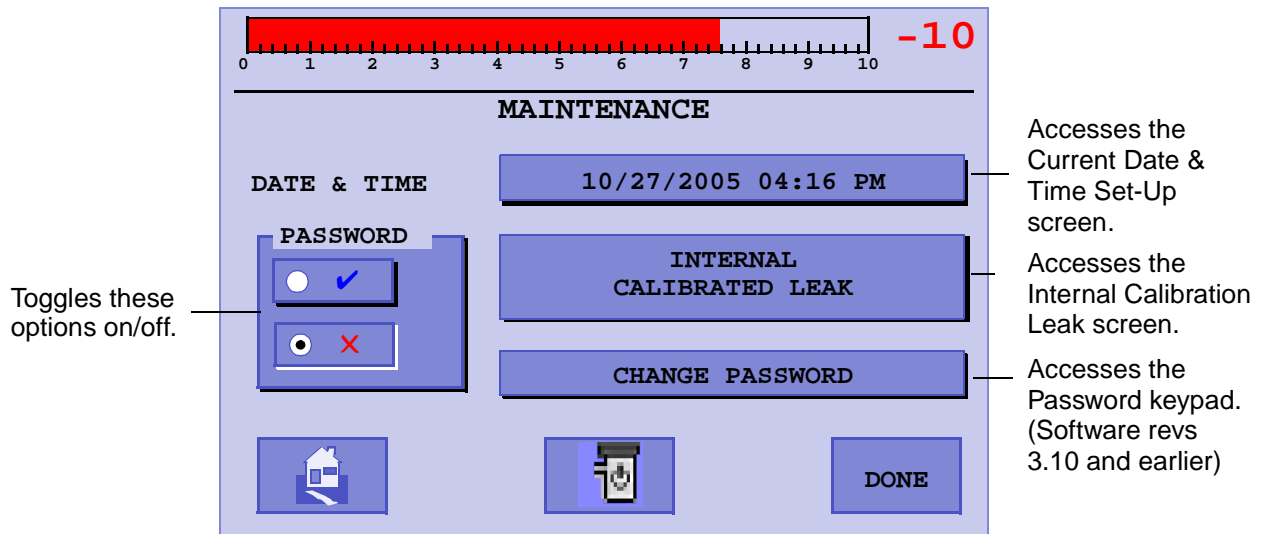 -10
0 1 2 3 4 5 6 7 8 9 10
MAINTENANCE
DATE & TIME
10/27/2005 04:16 PM
Accesses the
Current Date &
Time Set-Up
screen.
PASSWORD
Toggles these
options on/off.
INTERNAL
CALIBRATED LEAK
Accesses the
Internal Calibration
Leak screen.
CHANGE PASSWORD
Accesses the
Password keypad.
(Software revs
3.10 and earlier)
DONE